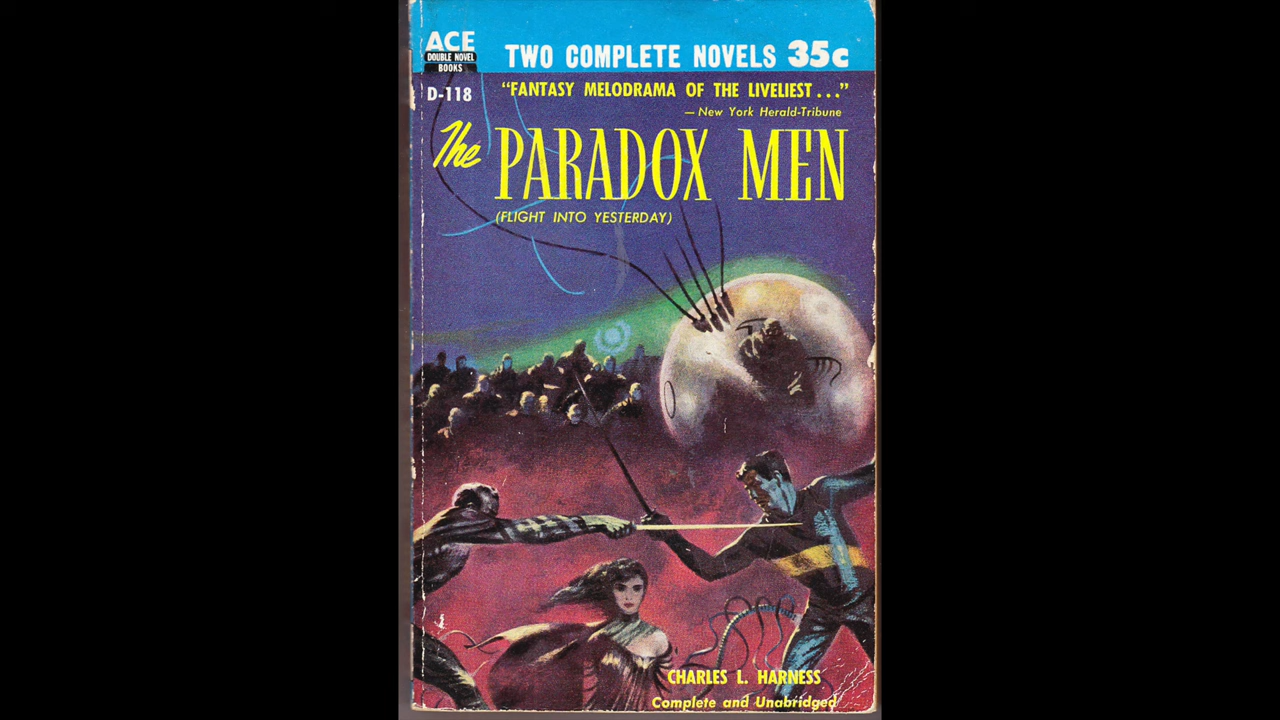 ACE
DOUBLE NOVEL
BOOKS
TWO COMPLETE NOVELS 35c
D-118
"FANTASY MELODRAMA OF THE LIVELIEST..."
— New York Herald-Tribune
The PARADOX MEN
(FLIGHT INTO YESTERDAY)
CHARLES L. HARNESS
Complete and Unabridged